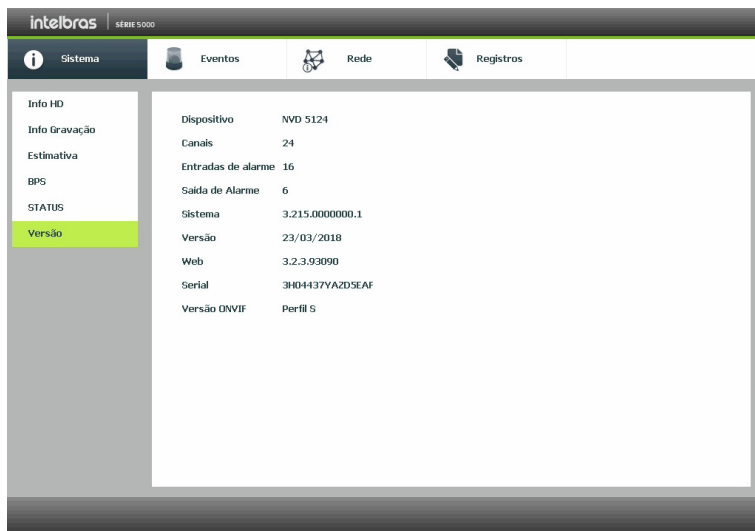 intelbras SÉRIE 5000
Sistema Eventos Rede Registros
Info HD
Info Gravação
Estimativa
BPS
STATUS
Versão
Dispositivo NVD 5124
Canais 24
Entradas de alarme 16
Saída de Alarme 6
Sistema 3.215.0000000.1
Versão 23/03/2018
Web 3.2.3.93090
Serial 3H04437YAZD5EAF
Versão ONVIF Perfil S